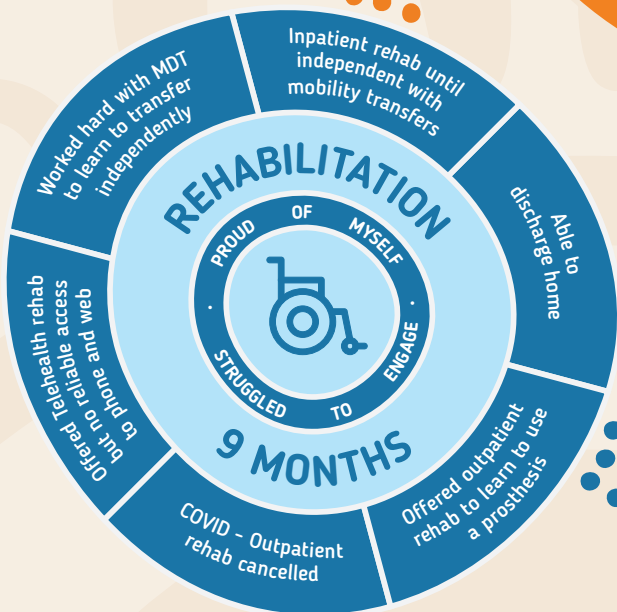 Inpatient rehab until
independent with
mobility transfers
Able to
discharge home
Offered outpatient
rehab to learn to use
a prosthesis
COVID - Outpatient
rehab cancelled
Offered Telehealth rehab
but no reliable access
to phone and web
Worked hard with MDT
to learn to transfer
independently
REHABILITATION
9 MONTHS
PROUD OF MYSELF
STRUGGLED TO ENGAGE